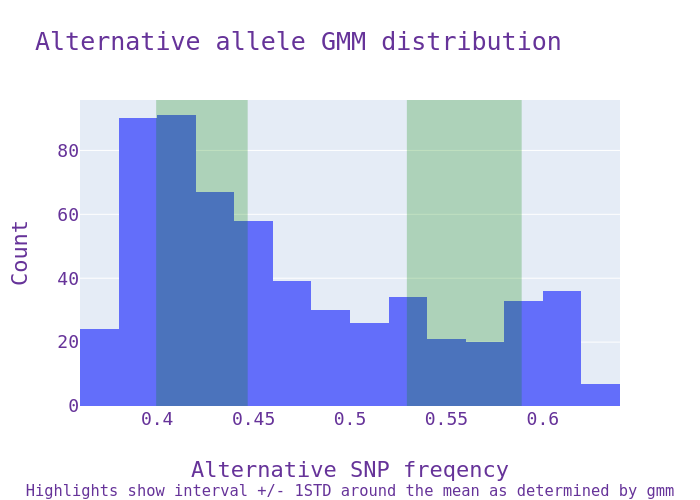 Alternative allele GMM distribution
Count
80
60
40
20
0
0.4 0.45 0.5 0.55 0.6
Alternative SNP freqency
Highlights show interval +/- 1STD around the mean as determined by gmm